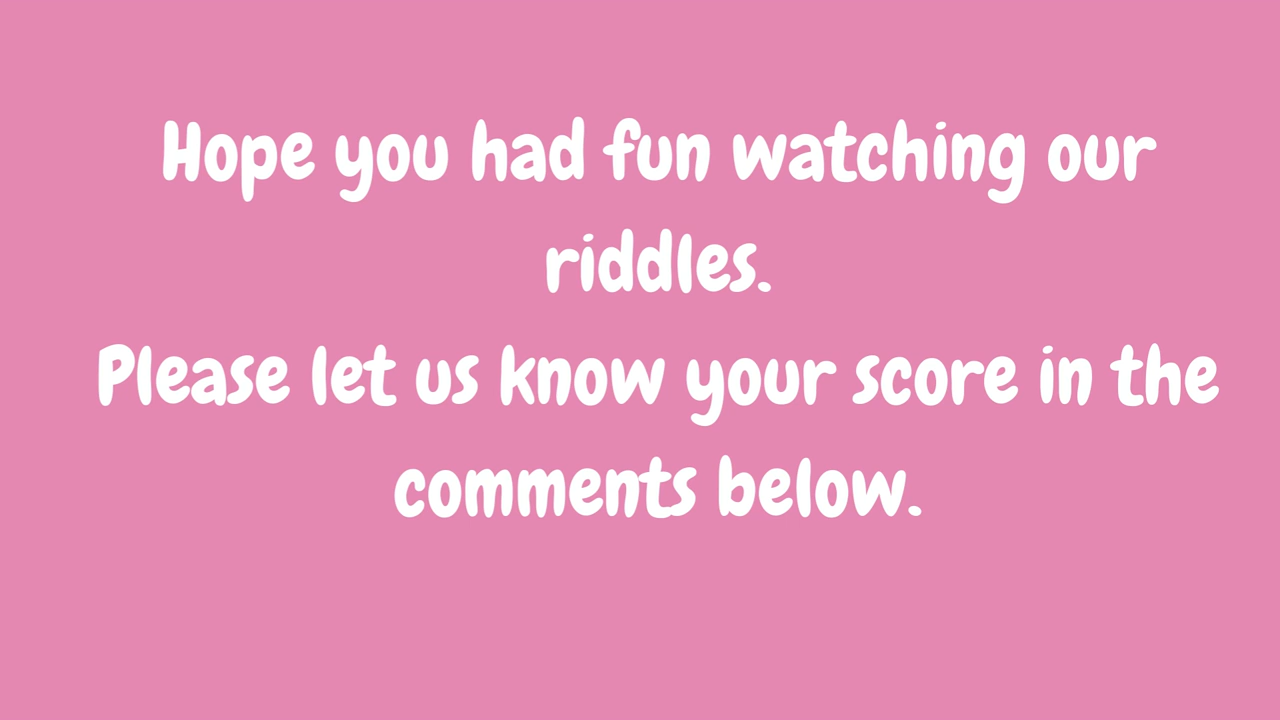 Hope you had fun watching our
riddles.
Please let us know your score in the
comments below.